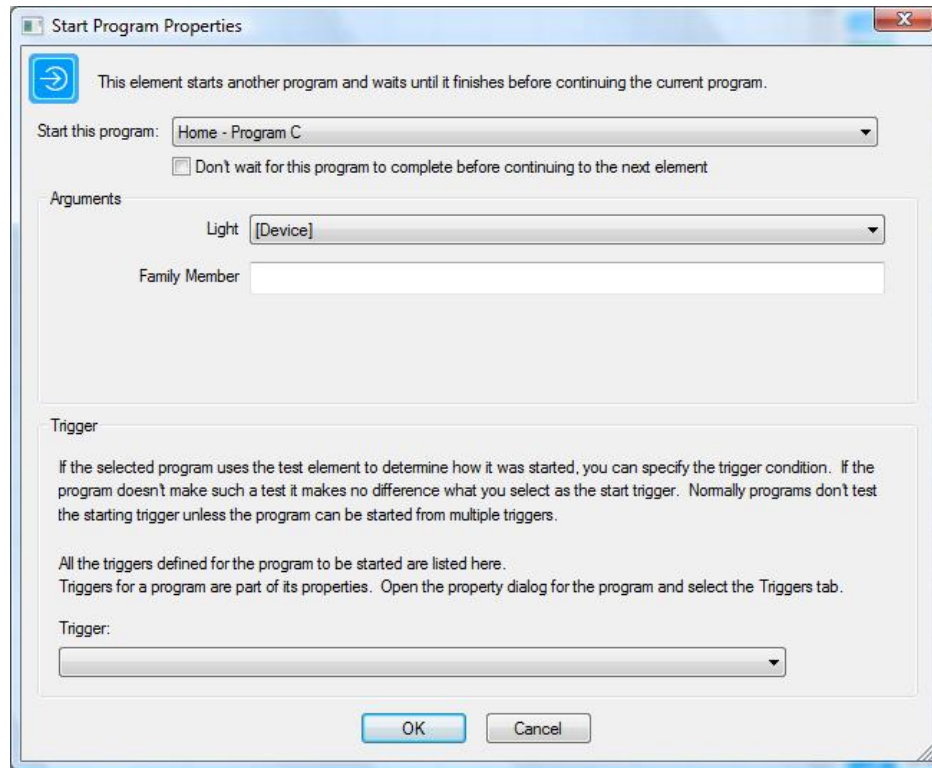 Start Program Properties
This element starts another program and waits until it finishes before continuing the current program.
Start this program: Home - Program C
Don't wait for this program to complete before continuing to the next element
Arguments
Light [Device]
Family Member
Trigger
If the selected program uses the test element to determine how it was started, you can specify the trigger condition. If the
program doesn't make such a test it makes no difference what you select as the start trigger. Normally programs don't test
the starting trigger unless the program can be started from multiple triggers.
All the triggers defined for the program to be started are listed here.
Triggers for a program are part of its properties. Open the property dialog for the program and select the Triggers tab.
Trigger:
OK Cancel